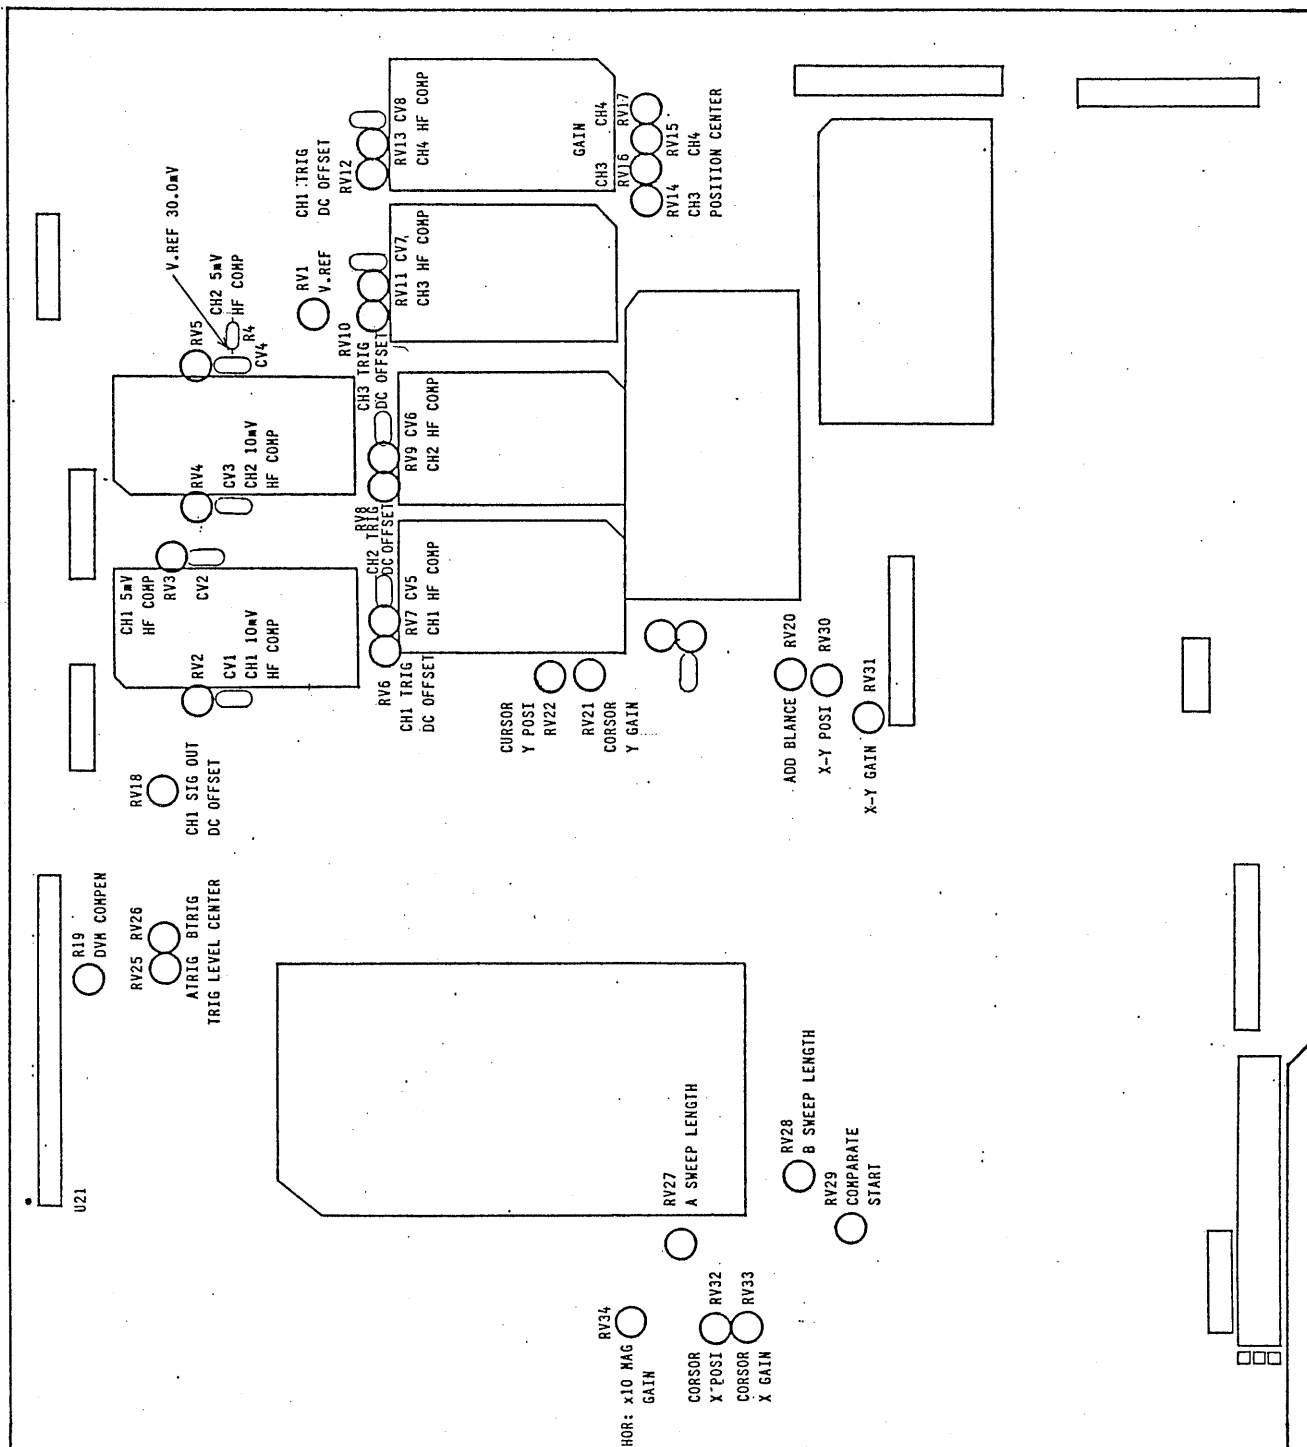 CH1 TRIG
DC OFFSET
RV12
RV13 CV8
CH4 HF COMP
GAIN
CH3 CH4
RV16 RV17
RV14 RV15
CH3 CH4
POSITION CENTER
V.REF 30.0mV
RV1
V.REF
RV11 CV7
CH3 HF COMP
RV10
CH3 TRIG
DC OFFSET
RV5
CH2 5mV
HF COMP
R4
CV4
RV4
CV3
CH2 10mV
HF COMP
RV9 CV6
CH2 HF COMP
RV8
CH2 TRIG
DC OFFSET
CH1 5mV
HF COMP
RV3
CV2
RV2
CV1
CH1 10mV
HF COMP
RV7 CV5
CH1 HF COMP
RV6
CH1 TRIG
DC OFFSET
CURSOR
Y POSI
RV22
RV21
CORSOR
Y GAIN
RV20
ADD BLANCE
RV30
X-Y POSI
RV31
X-Y GAIN
RV18
CH1 SIG OUT
DC OFFSET
R19
DVM COMPEN
RV25 RV26
ATRIG BTRIG
TRIG LEVEL CENTER
U21
RV27
A SWEEP LENGTH
RV28
B SWEEP LENGTH
RV29
COMPARATE
START
RV34
HOR: x10 MAG
GAIN
RV32
CORSOR
X POSI
RV33
CORSOR
X GAIN